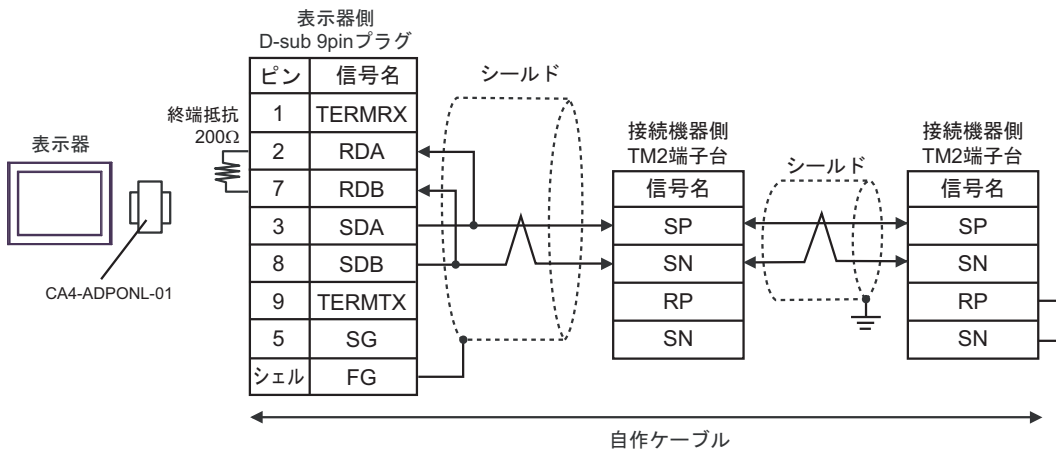 表示器側
D-sub 9pinプラグ
ピン 信号名
1 TERMRX
2 RDA
7 RDB
3 SDA
8 SDB
9 TERMTX
5 SG
シェル FG
終端抵抗
200Ω
表示器
CA4-ADPONL-01
シールド
接続機器側
TM2端子台
信号名
SP
SN
RP
SN
シールド
接続機器側
TM2端子台
信号名
SP
SN
RP
SN
自作ケーブル